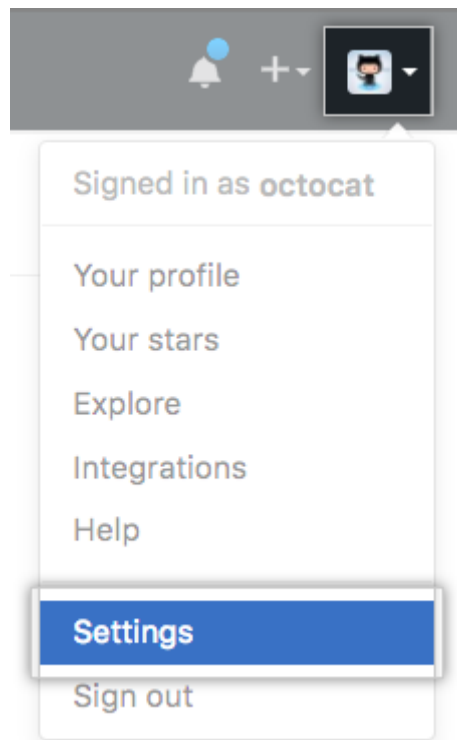 Signed in as octocat
Your profile
Your stars
Explore
Integrations
Help
Settings
Sign out